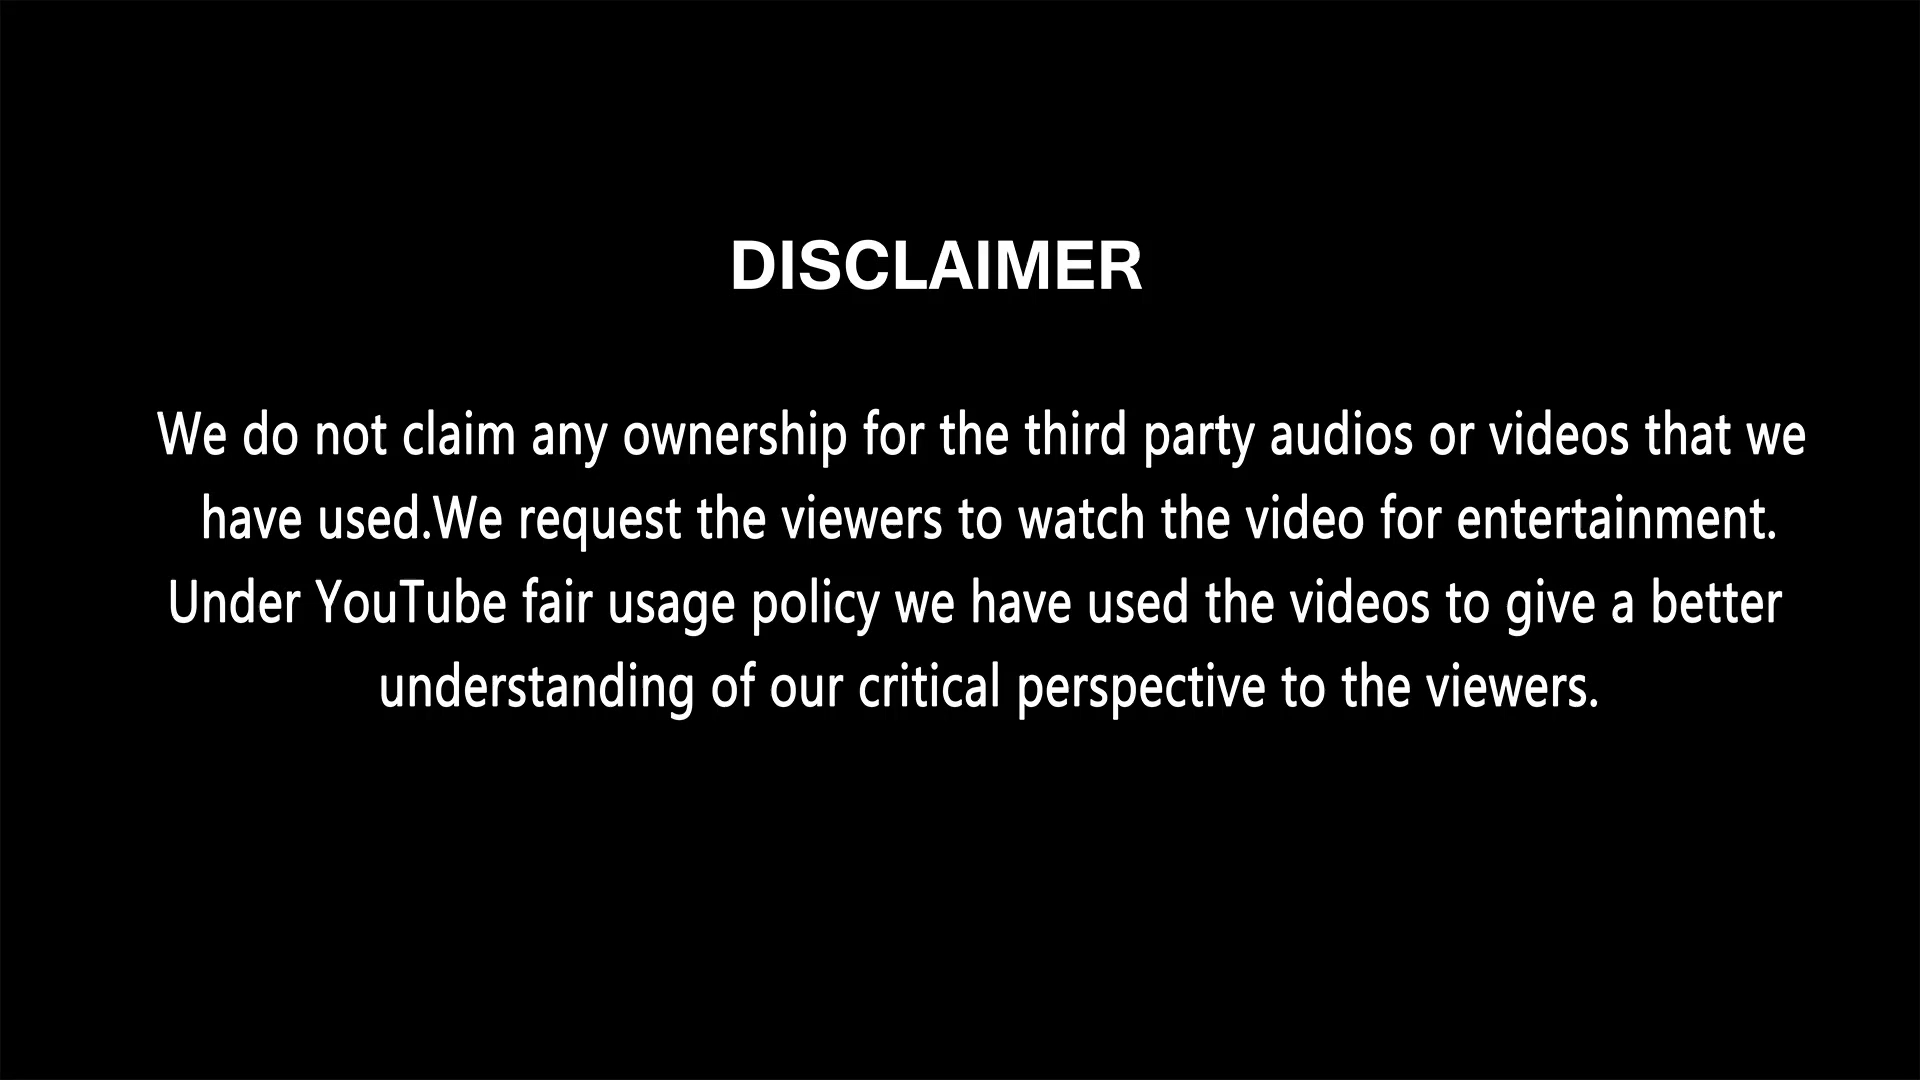 DISCLAIMER
We do not claim any ownership for the third party audios or videos that we
have used.We request the viewers to watch the video for entertainment.
Under YouTube fair usage policy we have used the videos to give a better
understanding of our critical perspective to the viewers.